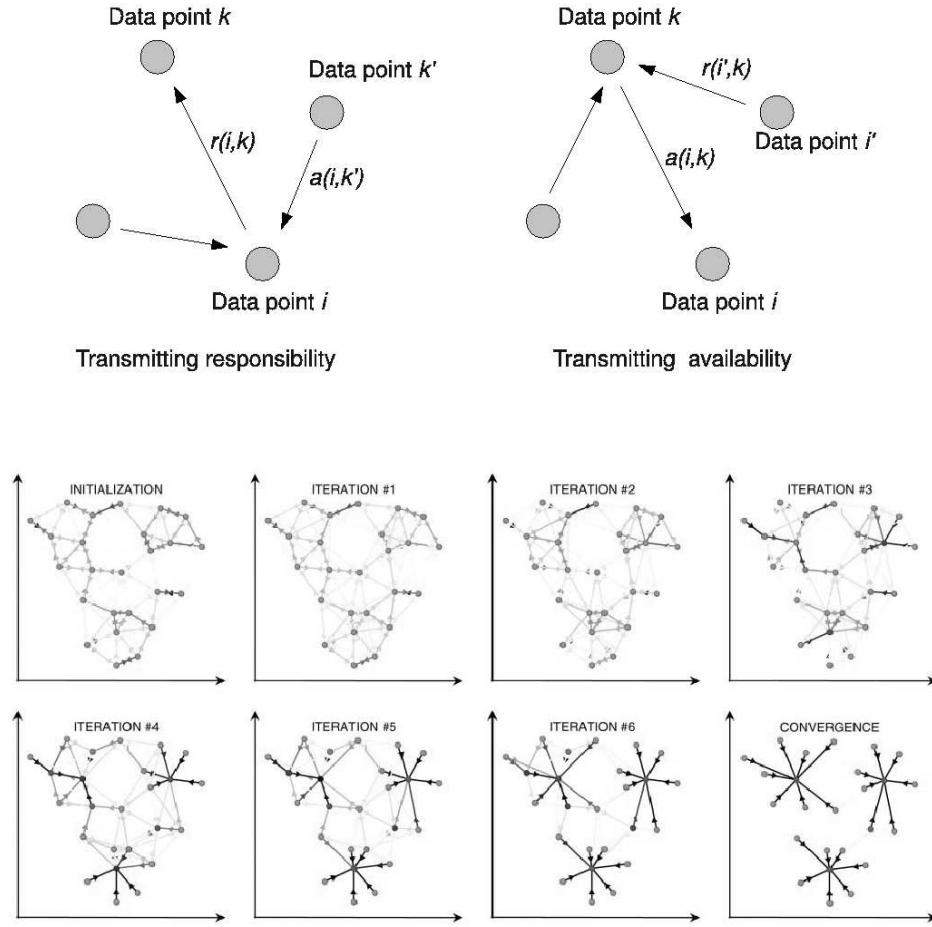 Data point k
Data point k'
r(i,k)
a(i,k')
Data point i
Transmitting responsibility
Data point k
r(i',k)
Data point i'
a(i,k)
Data point i
Transmitting availability
INITIALIZATION
ITERATION #1
ITERATION #2
ITERATION #3
ITERATION #4
ITERATION #5
ITERATION #6
CONVERGENCE